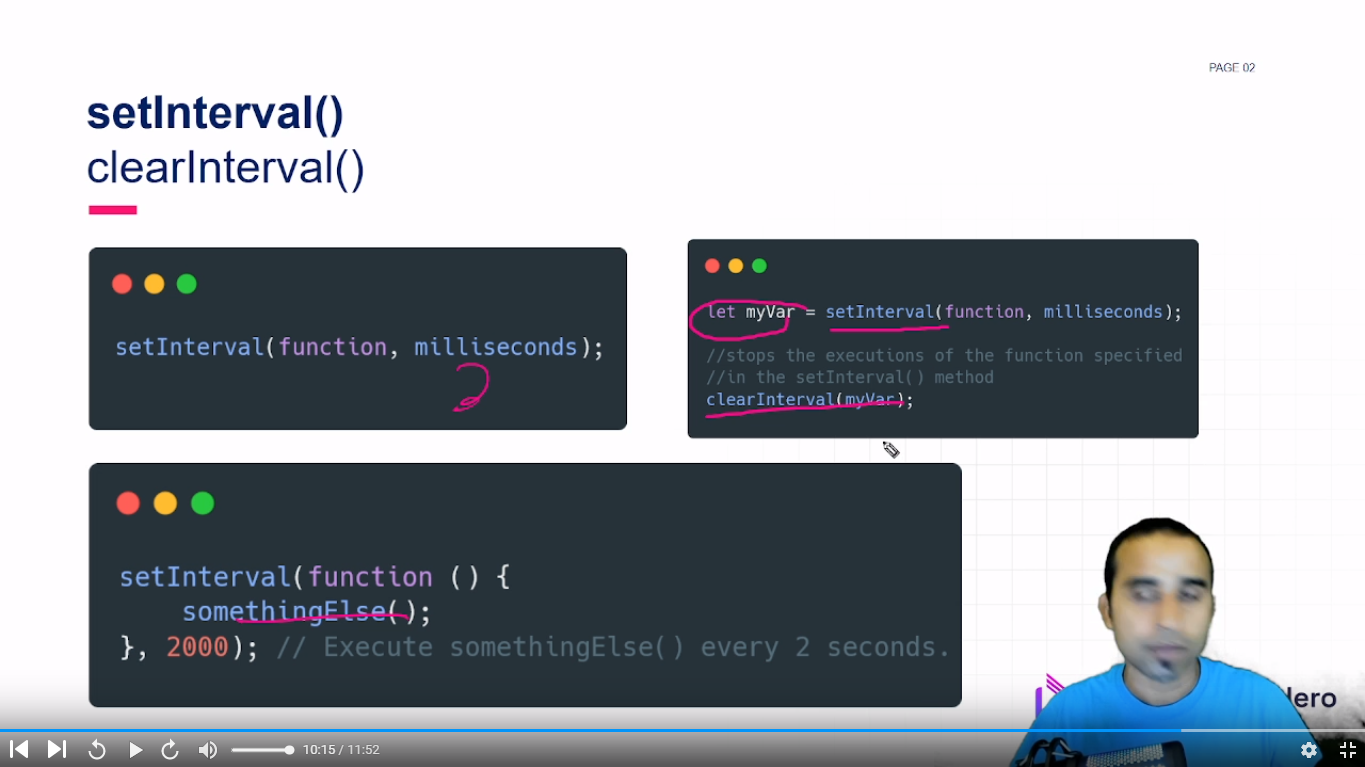 PAGE 02
setInterval()
clearInterval()
setInterval(function, milliseconds);
2
let myVar = setInterval(function, milliseconds);
//stops the executions of the function specified
//in the setInterval() method
clearInterval(myVar);
setInterval(function () {
somethingElse();
}, 2000); // Execute somethingElse() every 2 seconds.
10:15 / 11:52